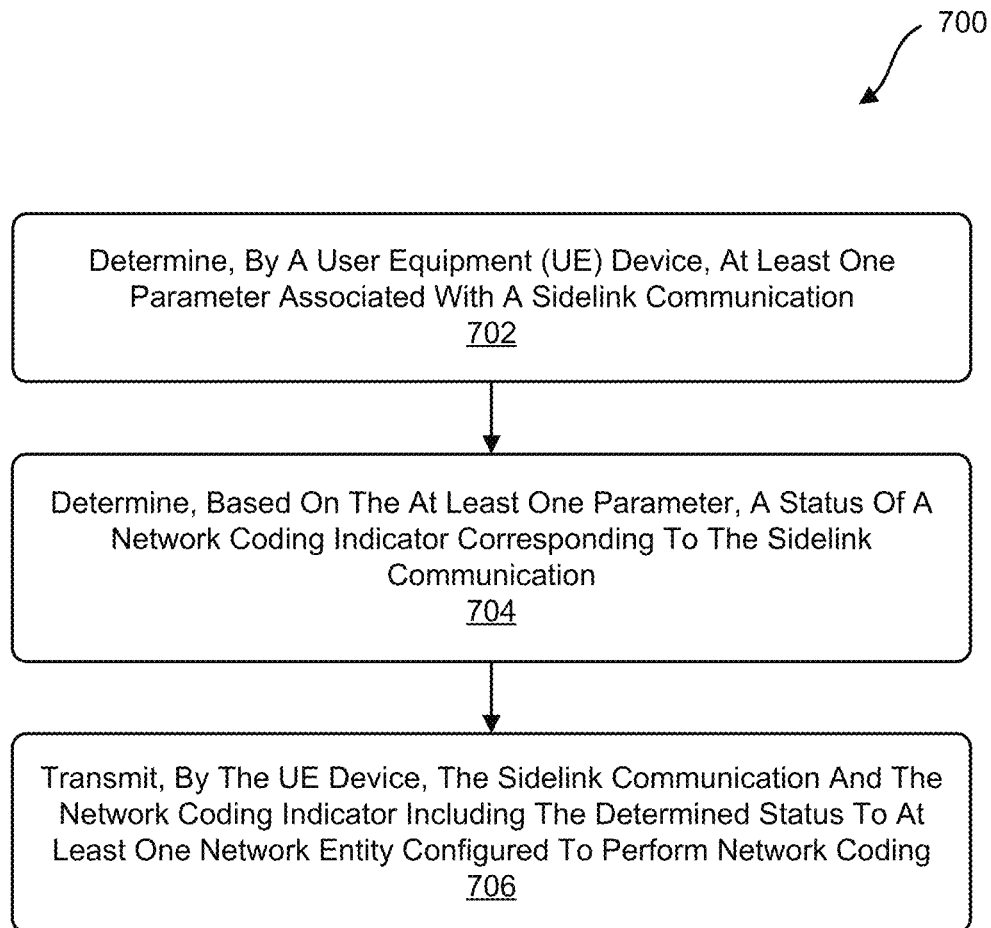 700
Determine, By A User Equipment (UE) Device, At Least One
Parameter Associated With A Sidelink Communication
702
Determine, Based On The At Least One Parameter, A Status Of A
Network Coding Indicator Corresponding To The Sidelink
Communication
704
Transmit, By The UE Device, The Sidelink Communication And The
Network Coding Indicator Including The Determined Status To At
Least One Network Entity Configured To Perform Network Coding
706